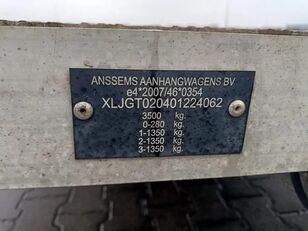 ANSSEMS AANHANGWAGENS BV
e4*2007/46*0354
XLJGT020401224062
3500 kg.
0-280 kg.
1-1350 kg.
2-1350 kg.
3-1350 kg.